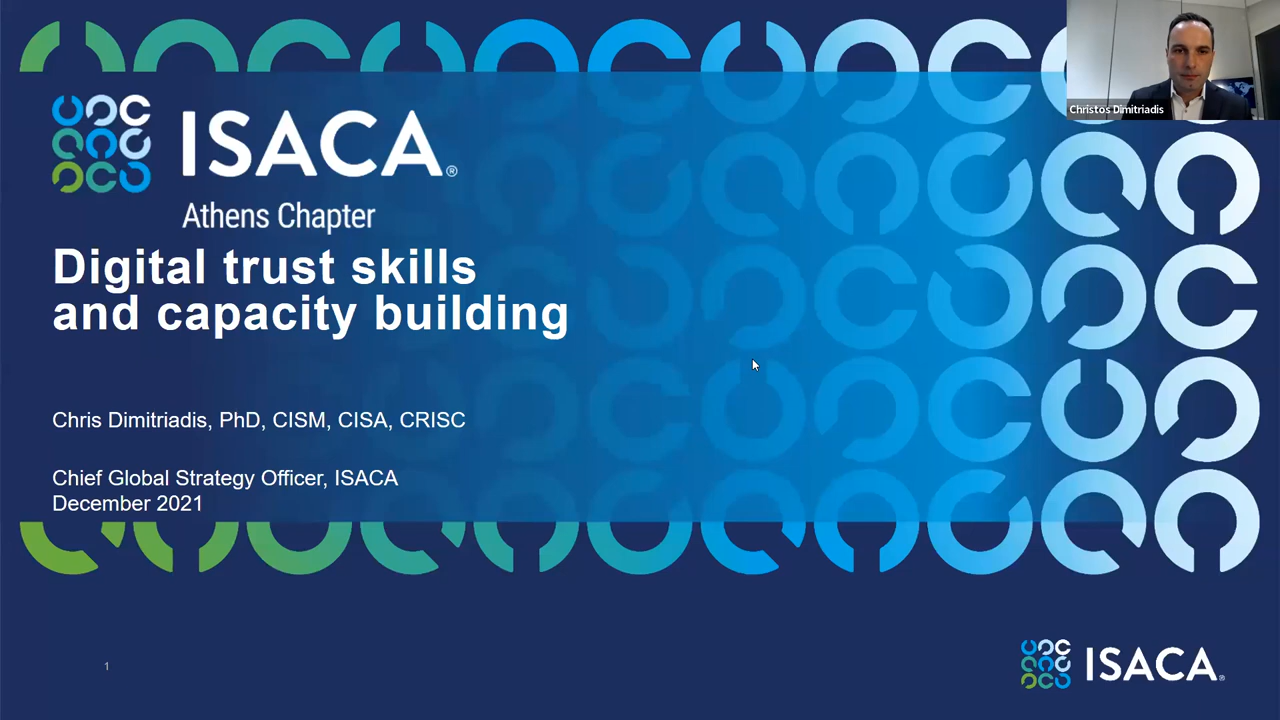 Christos Dimitriadis
ISACA®
Athens Chapter
Digital trust skills
and capacity building
Chris Dimitriadis, PhD, CISM, CISA, CRISC
Chief Global Strategy Officer, ISACA
December 2021
1
ISACA®